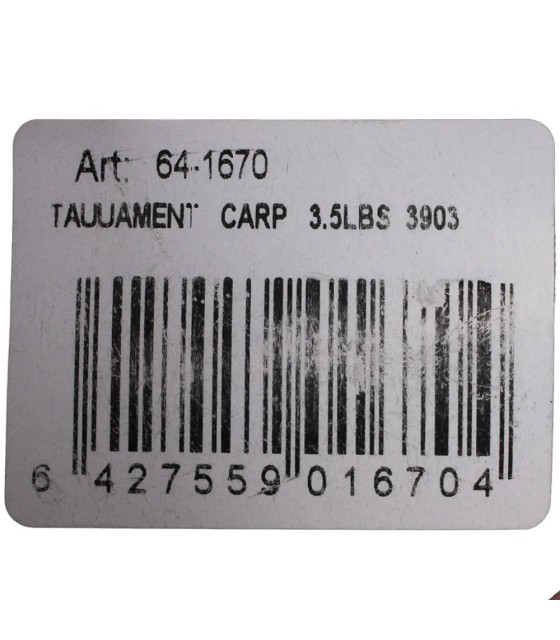 Art: 64-1670
TAUUAMENT CARP 3.5LBS 3903
6 427559 016704